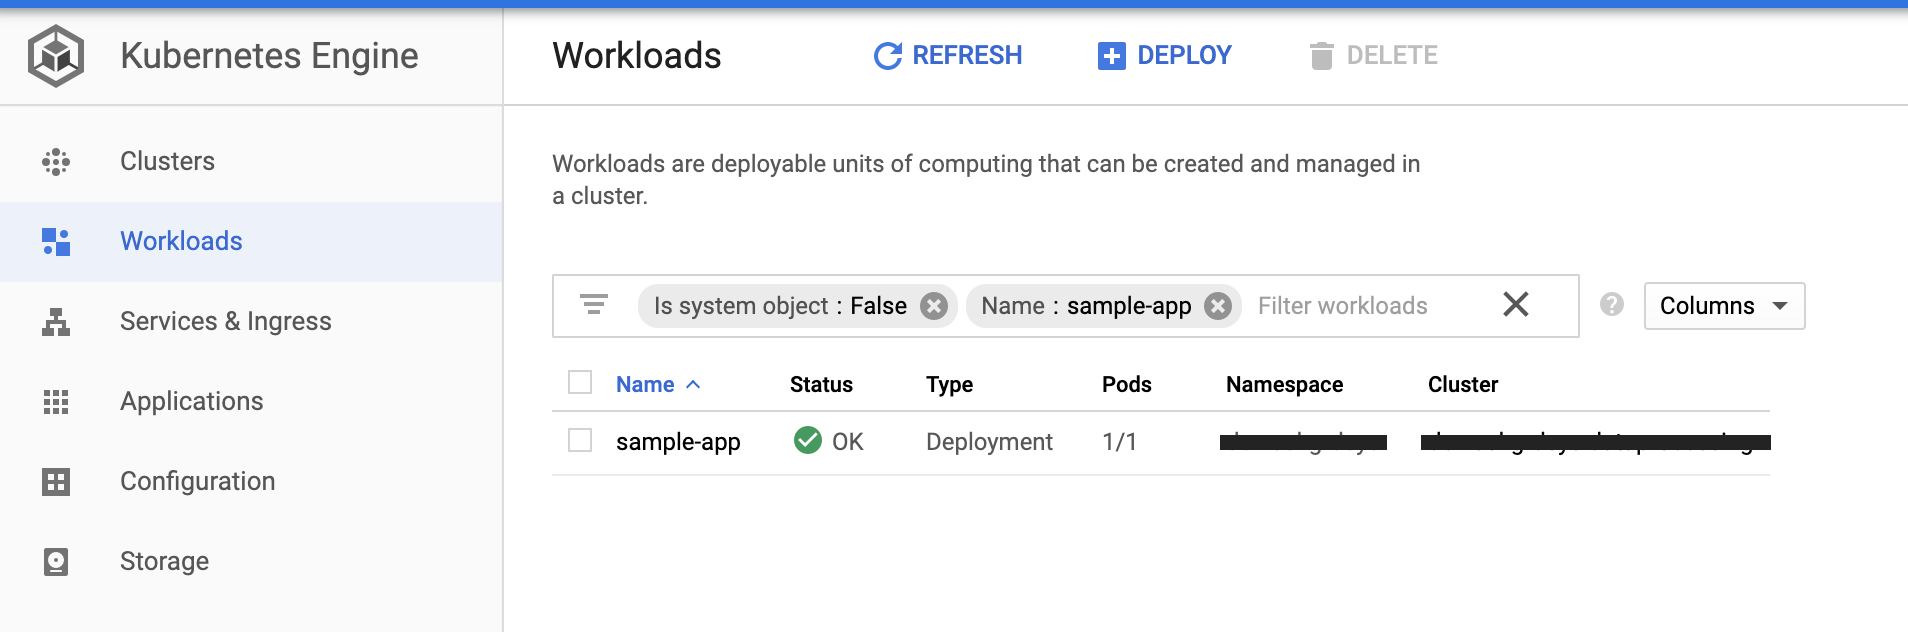 Kubernetes Engine
Workloads REFRESH DEPLOY DELETE
Clusters
Workloads
Services & Ingress
Applications
Configuration
Storage
Workloads are deployable units of computing that can be created and managed in
a cluster.
Is system object : False Name : sample-app Filter workloads Columns
Name Status Type Pods Namespace Cluster
sample-app OK Deployment 1/1